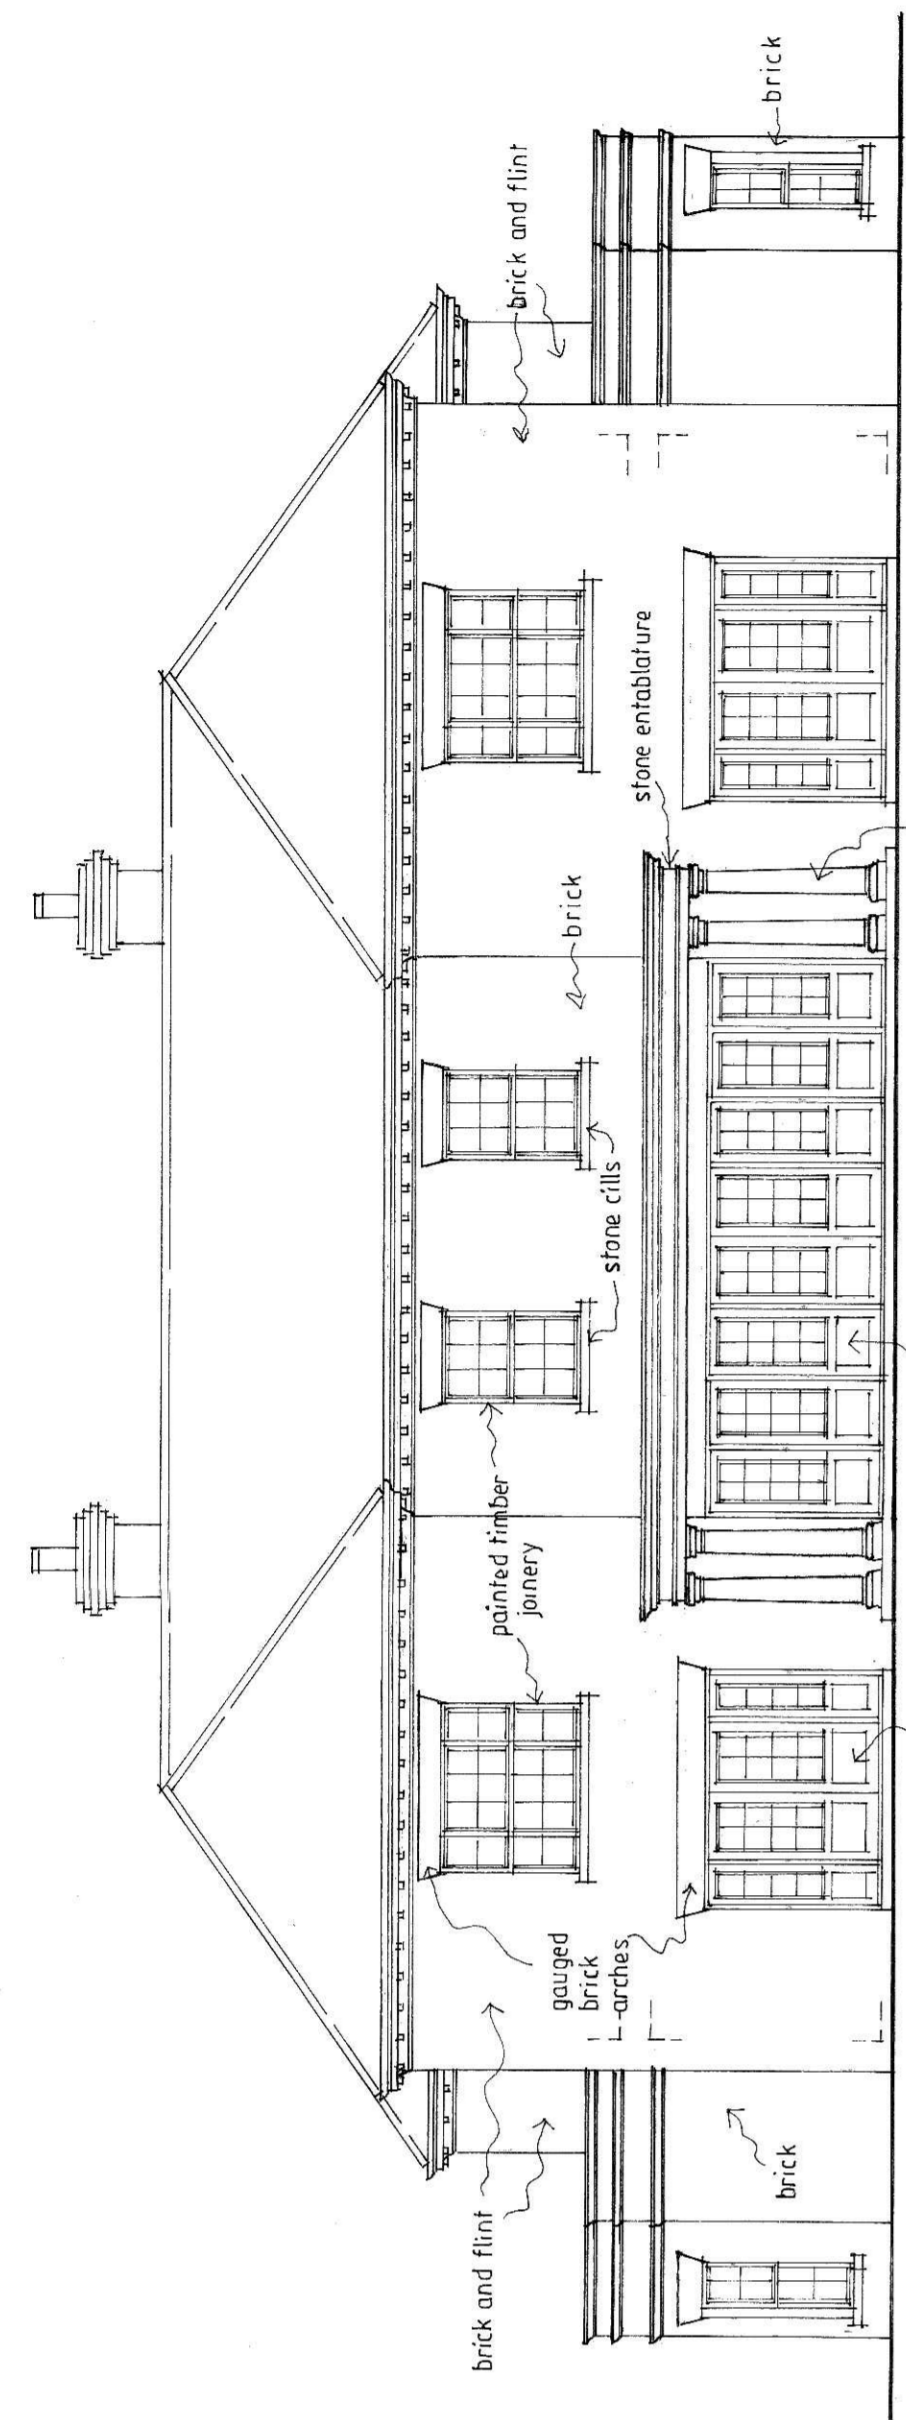 brick and flint
brick
gauged
brick
arches
painted timber
joinery
stone cills
brick
stone entablature
brick and flint
brick